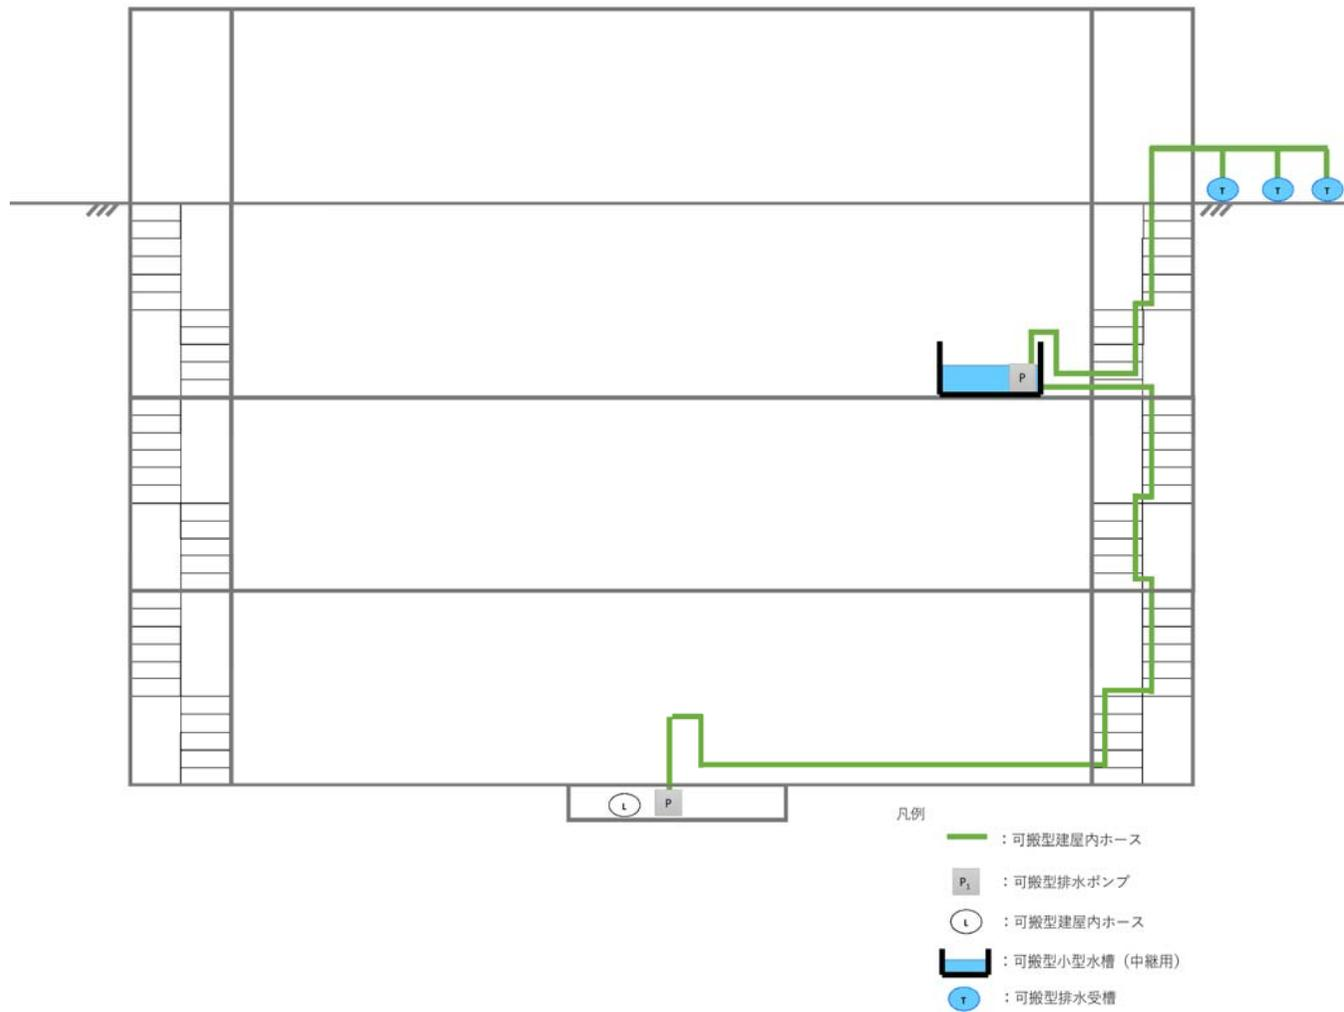 T T T
P
L P
凡例
：可搬型建屋内ホース
P1 ：可搬型排水ポンプ
L ：可搬型建屋内ホース
：可搬型小型水槽（中継用）
T ：可搬型排水受槽